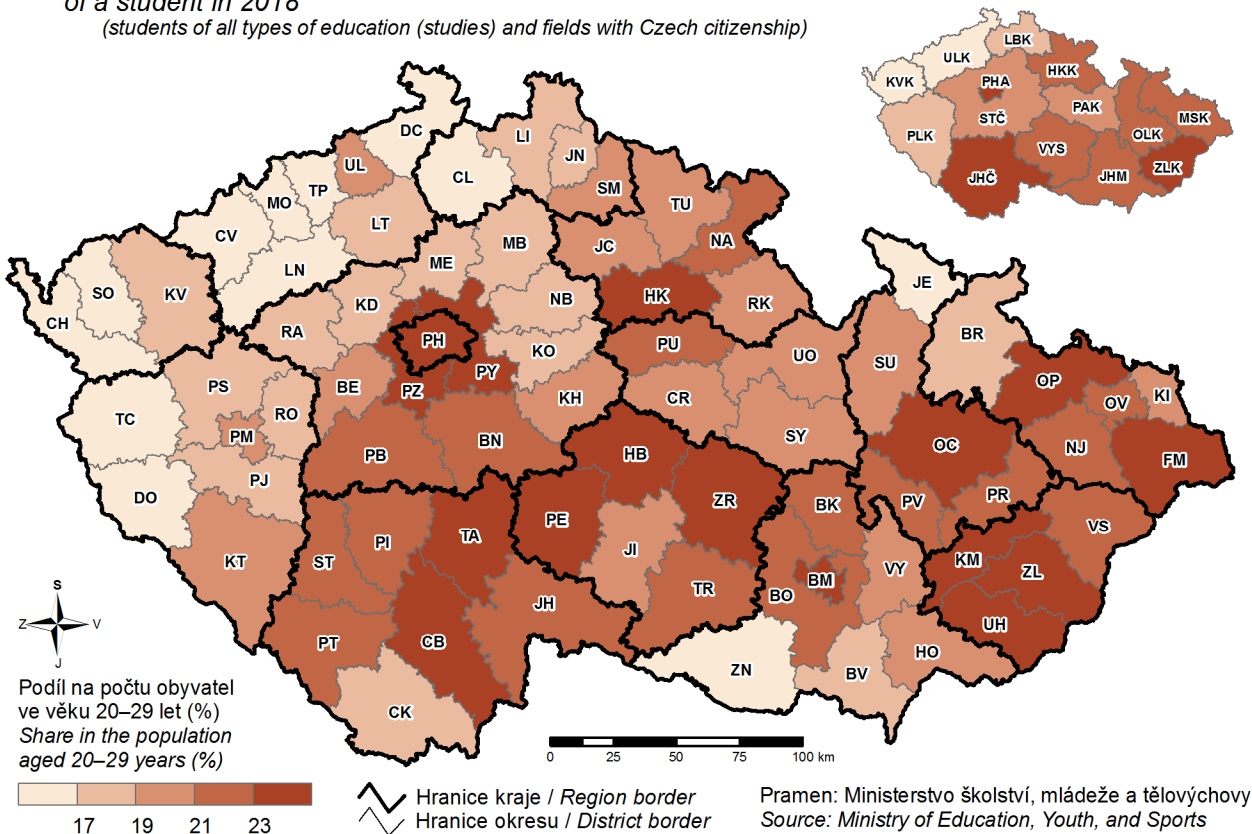 of a student in 2018
(students of all types of education (studies) and fields with Czech citizenship)
LBK
ULK
HKK
KVK
PHA
PAK
STČ
MSK
PLK
OLK
VYS
ZLK
JHČ
JHM
DC
LI
JN
UL
CL
SM
TP
MO
TU
LT
CV
NA
MB
JC
ME
LN
JE
SO
KV
NB
HK
RK
KD
CH
RA
BR
PH
PU
KO
UO
SU
PY
OP
PS
BE
PZ
KI
KH
CR
OV
RO
TC
PM
SY
BN
OC
NJ
PB
HB
FM
PJ
DO
ZR
PR
BK
PV
PE
VS
TA
PI
JI
KT
ST
KM
VY
ZL
BM
TR
BO
JH
UH
CB
PT
HO
ZN
BV
CK
S
Z
V
J
Podíl na počtu obyvatel
ve věku 20–29 let (%)
Share in the population
aged 20–29 years (%)
17 19 21 23
0 25 50 75 100 km
Hranice kraje / Region border
Hranice okresu / District border
Pramen: Ministerstvo školství, mládeže a tělovýchovy
Source: Ministry of Education, Youth, and Sports